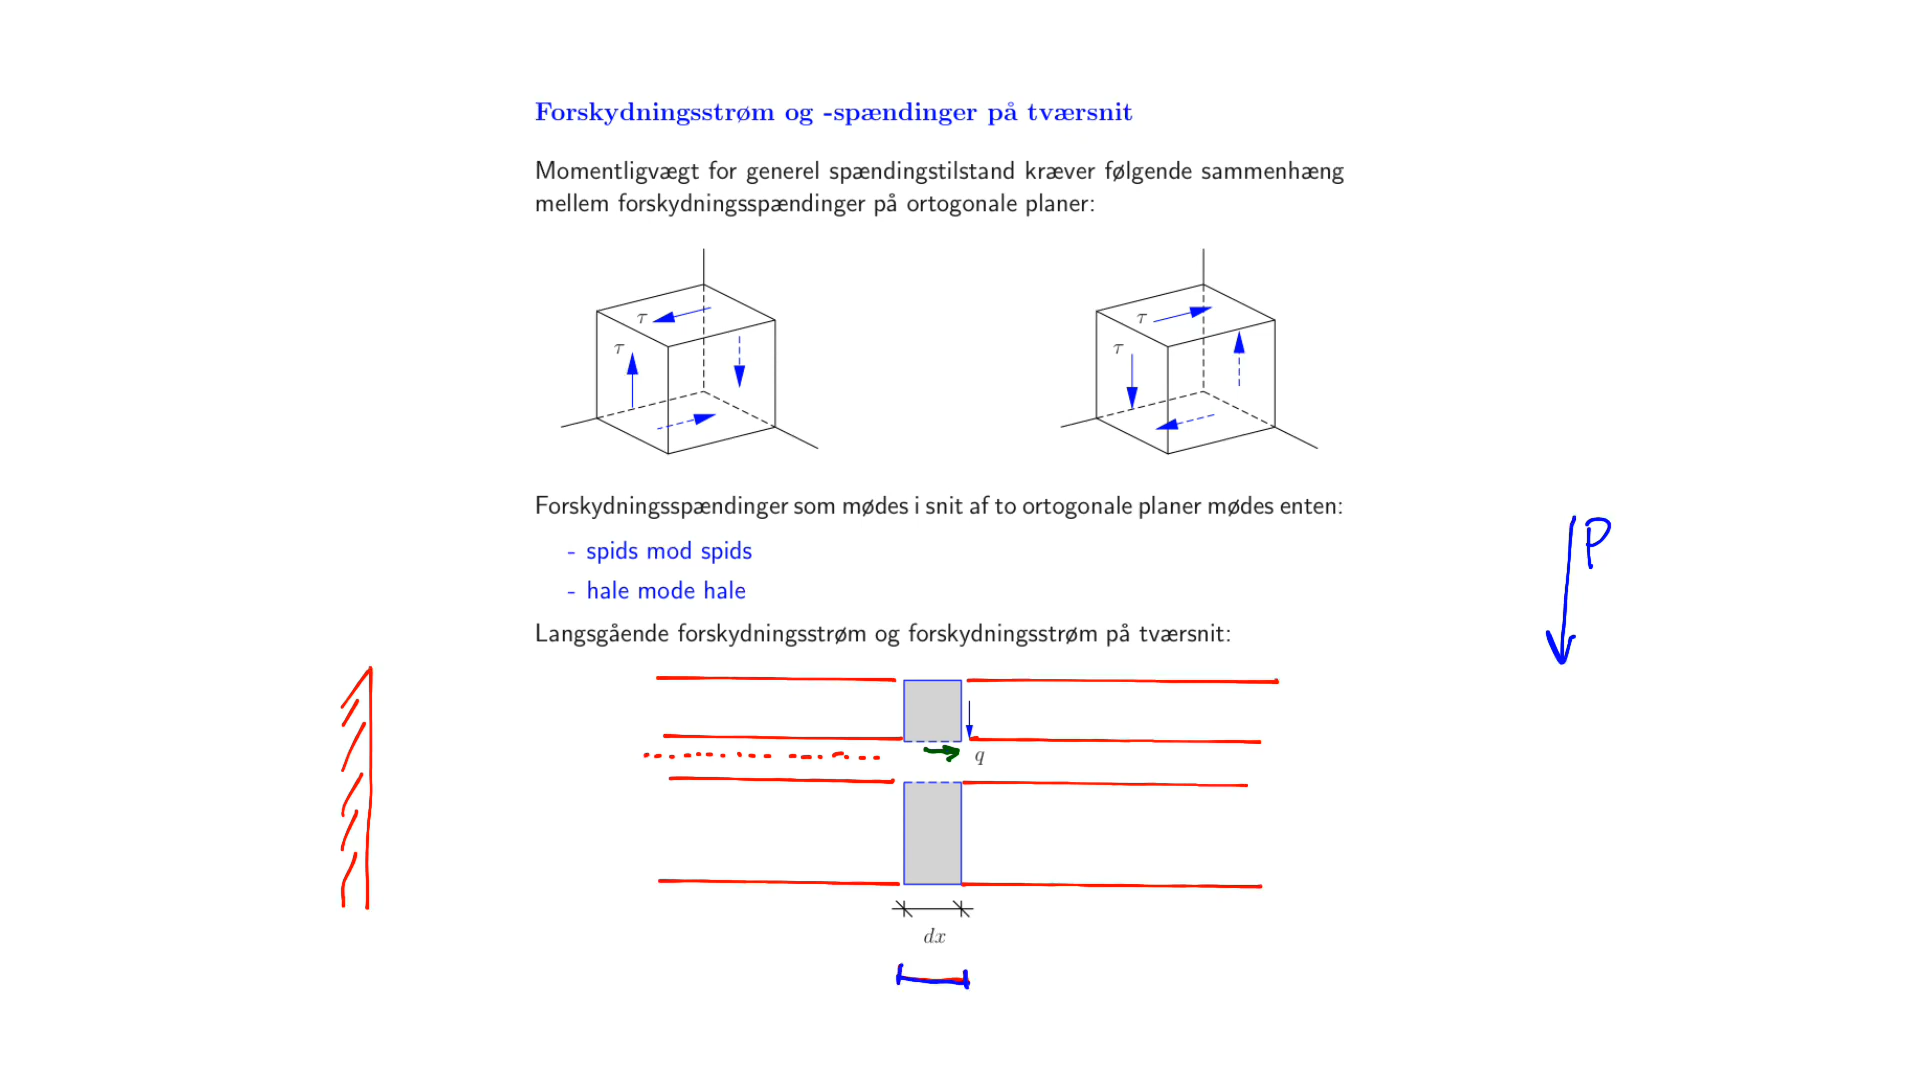 Forskydningsstrøm og -spændinger på tværsnit
Momentligvægt for generel spændingstilstand kræver følgende sammenhæng
mellem forskydningsspændinger på ortogonale planer:
τ τ
τ τ
Forskydningsspændinger som mødes i snit af to ortogonale planer mødes enten:
P
- spids mod spids
- hale mode hale
Langsgående forskydningsstrøm og forskydningsstrøm på tværsnit:
q
dx